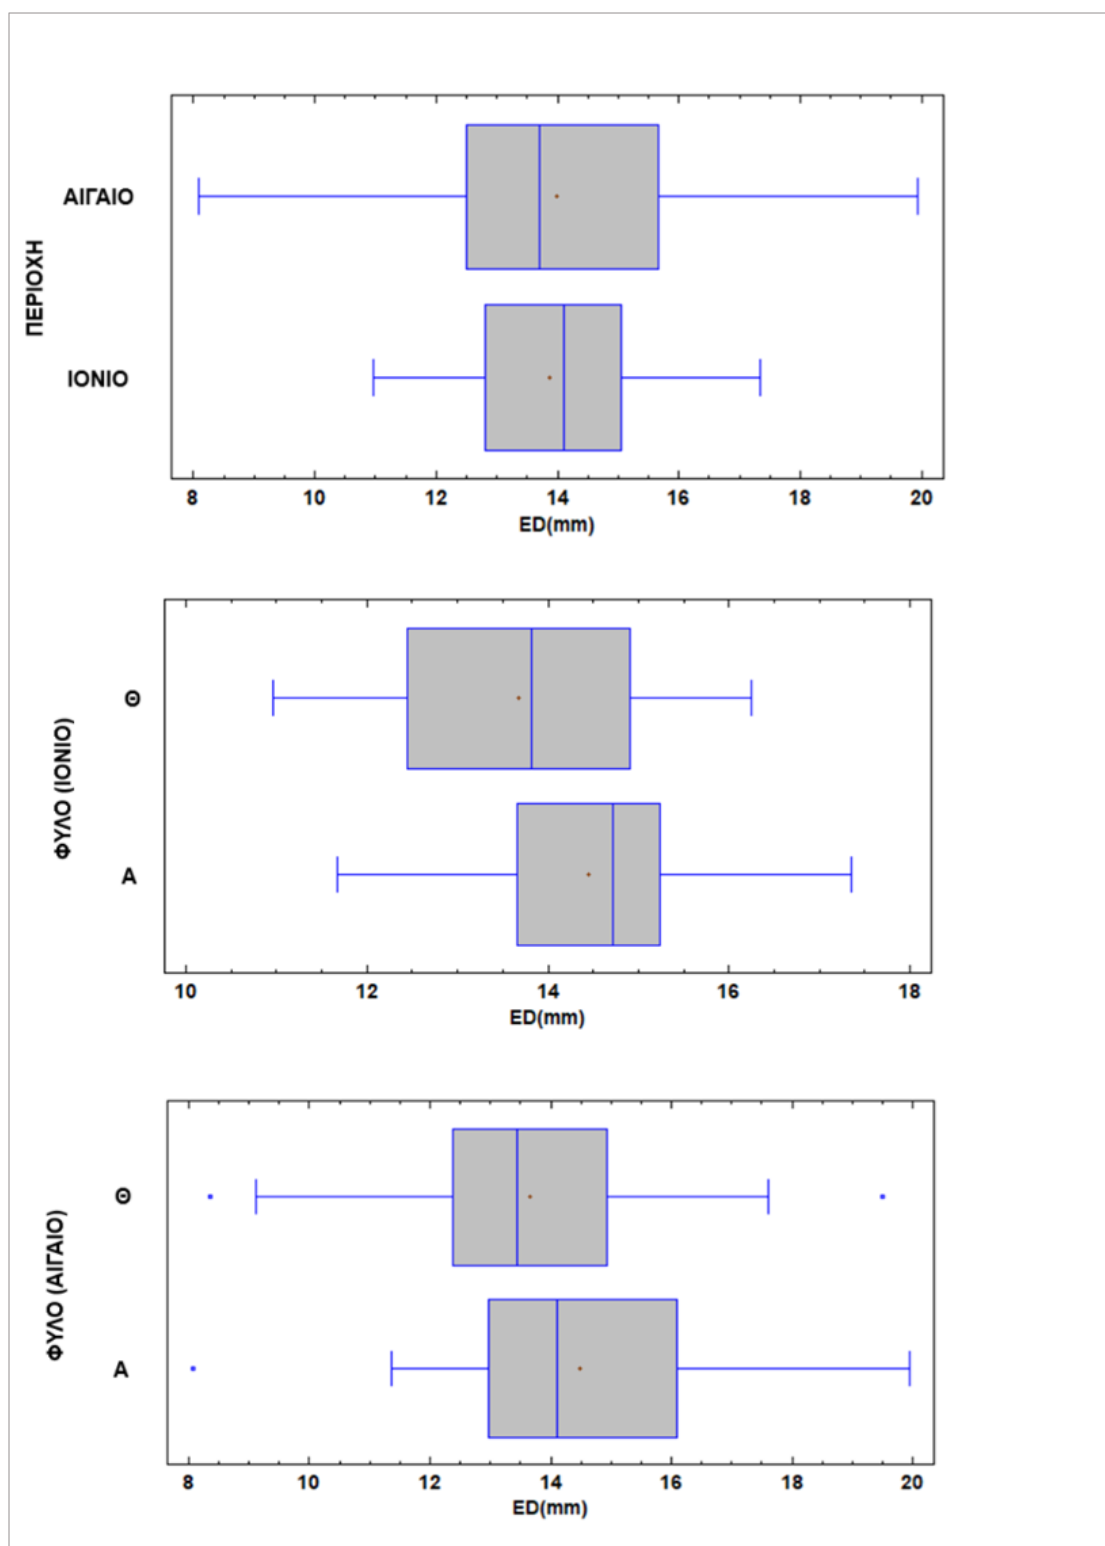 ΠΕΡΙΟΧΗ
ΑΙΓΑΙΟ
ΙΟΝΙΟ
8 10 12 14 16 18 20
ED(mm)
ΦΥΛΟ (ΙΟΝΙΟ)
Θ
Α
10 12 14 16 18
ED(mm)
ΦΥΛΟ (ΑΙΓΑΙΟ)
Θ
Α
8 10 12 14 16 18 20
ED(mm)